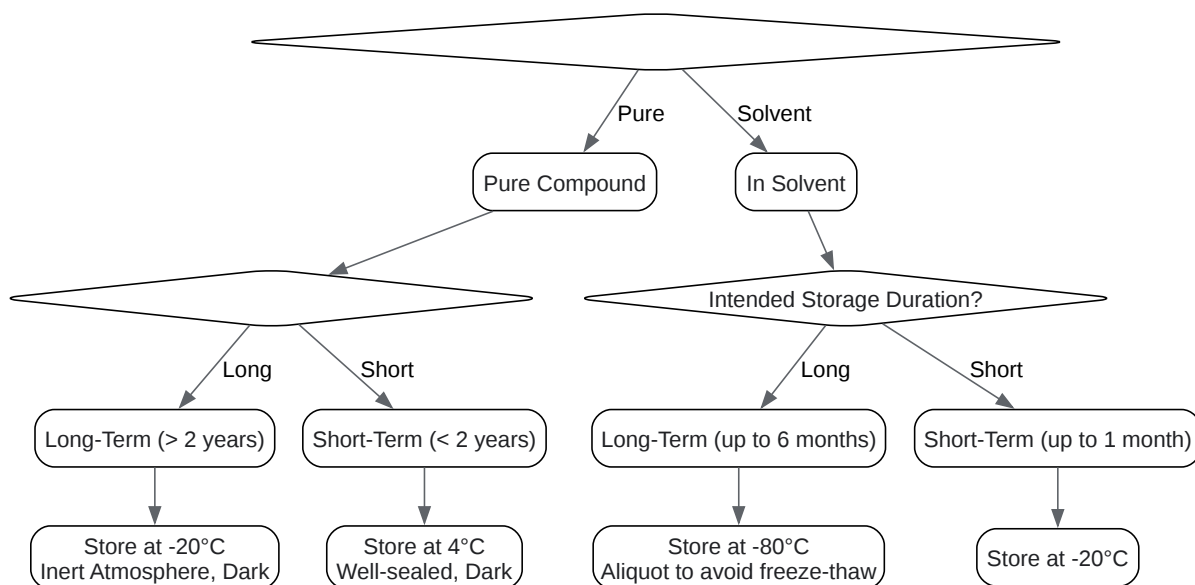 Pure
Solvent
Pure Compound
In Solvent
Intended Storage Duration?
Long
Short
Long
Short
Long-Term (> 2 years)
Short-Term (< 2 years)
Long-Term (up to 6 months)
Short-Term (up to 1 month)
Store at -20°C
Inert Atmosphere, Dark
Store at 4°C
Well-sealed, Dark
Store at -80°C
Aliquot to avoid freeze-thaw
Store at -20°C